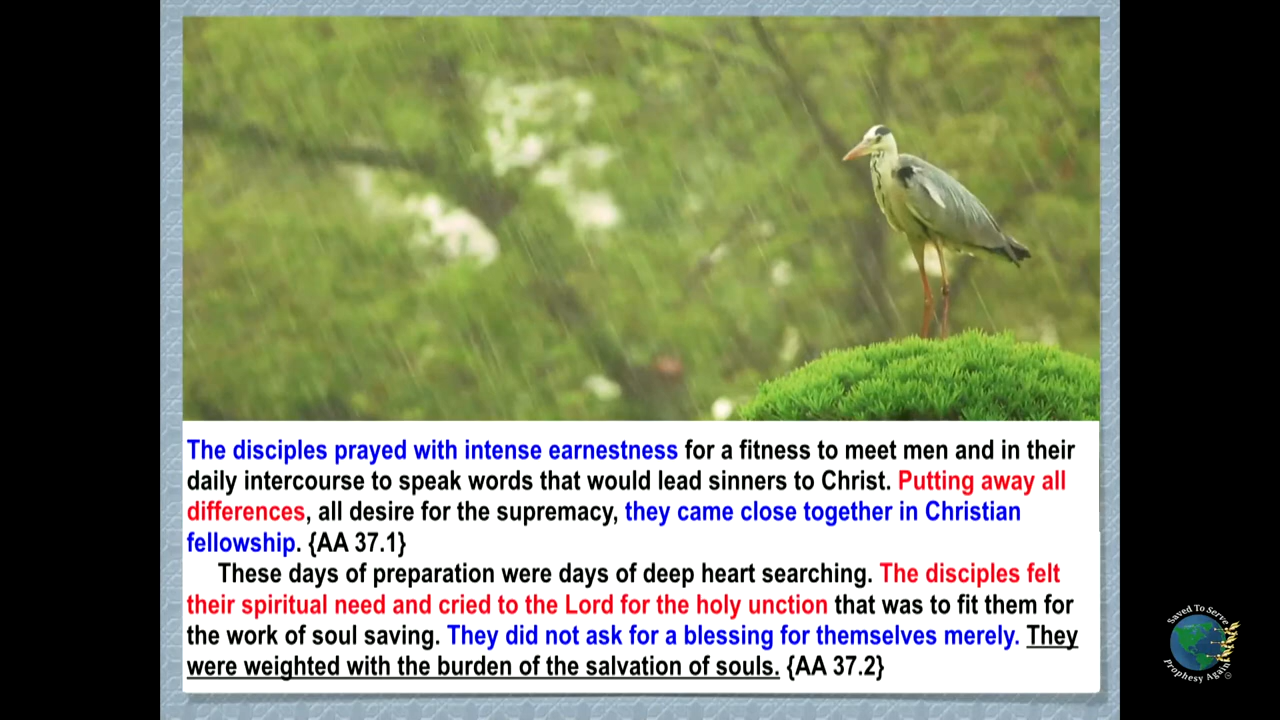 The disciples prayed with intense earnestness for a fitness to meet men and in their
daily intercourse to speak words that would lead sinners to Christ. Putting away all
differences, all desire for the supremacy, they came close together in Christian
fellowship. {AA 37.1}
These days of preparation were days of deep heart searching. The disciples felt
their spiritual need and cried to the Lord for the holy unction that was to fit them for
the work of soul saving. They did not ask for a blessing for themselves merely. They
were weighted with the burden of the salvation of souls. {AA 37.2}
Saved To Serve
Prophesy Again